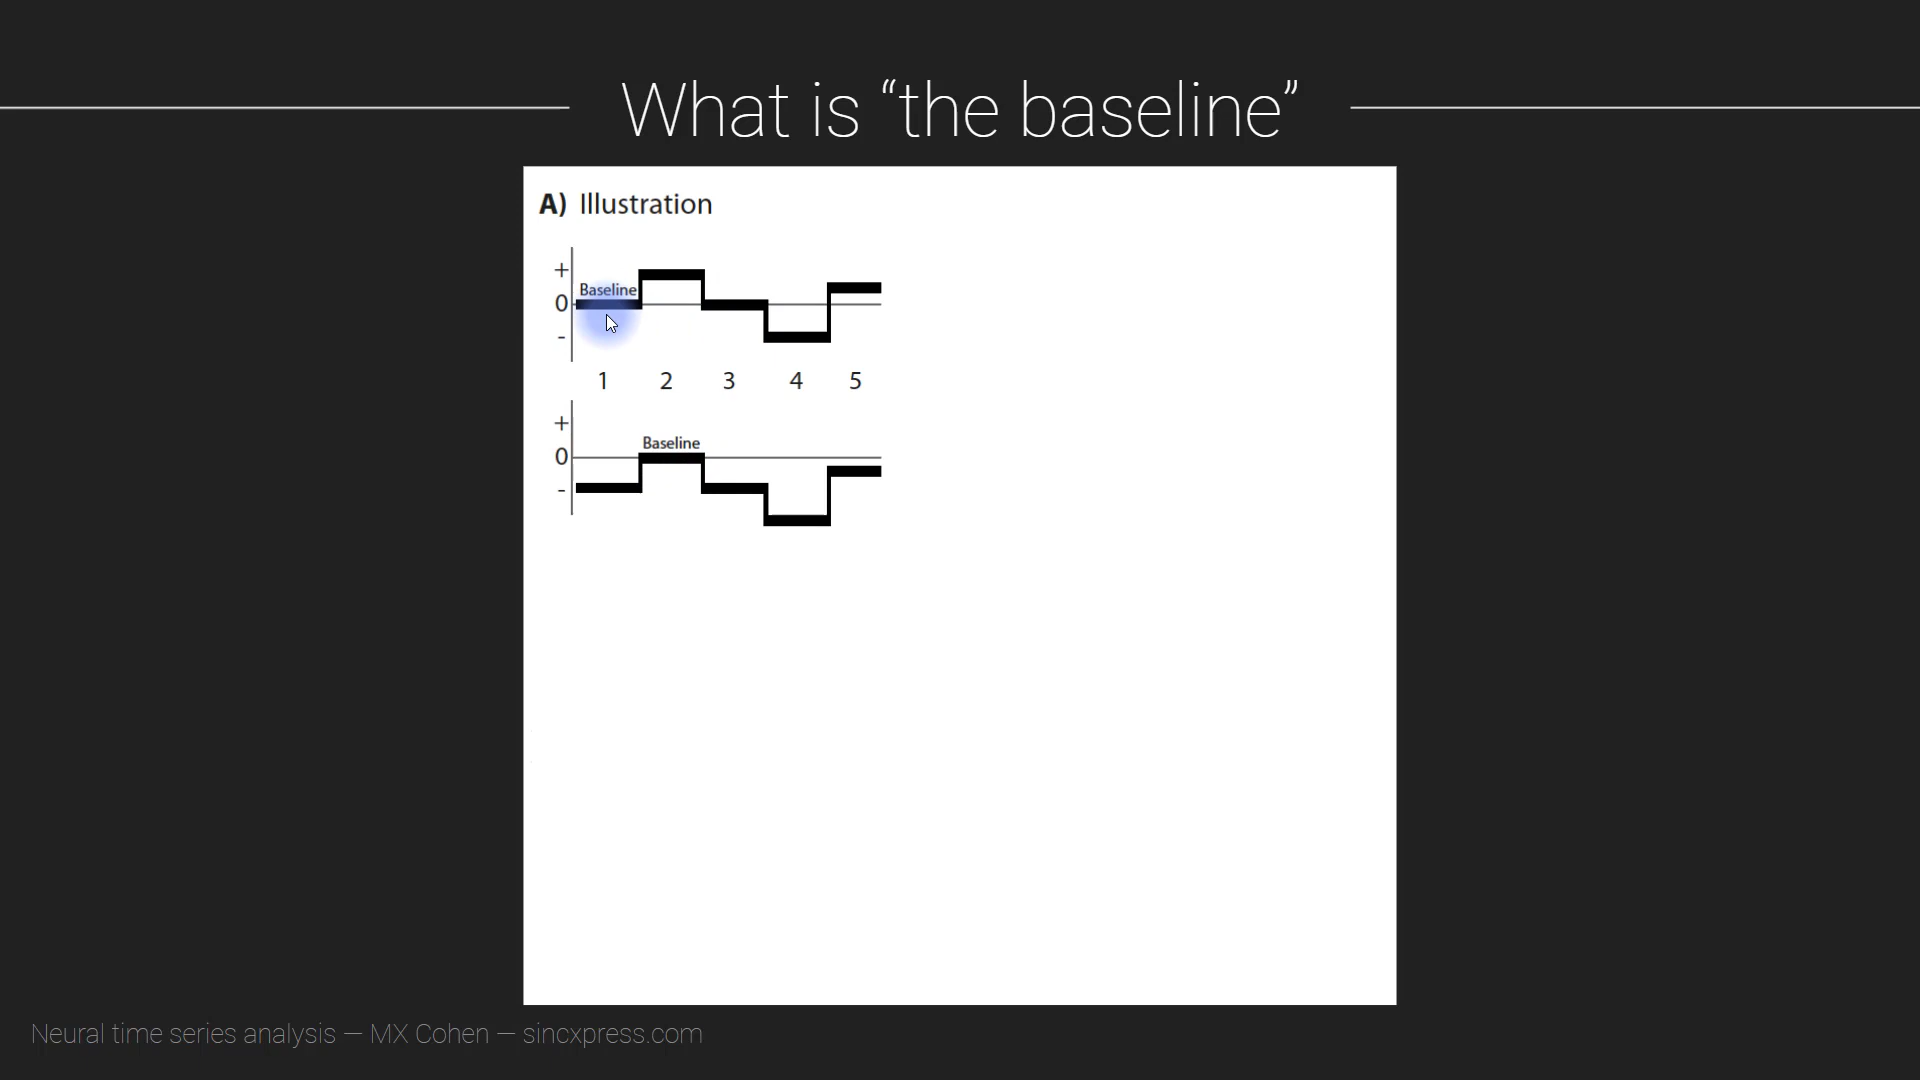 What is “the baseline”
A) Illustration
+
Baseline
0
-
1 2 3 4 5
+
Baseline
0
-
Neural time series analysis — MX Cohen — sincxpress.com